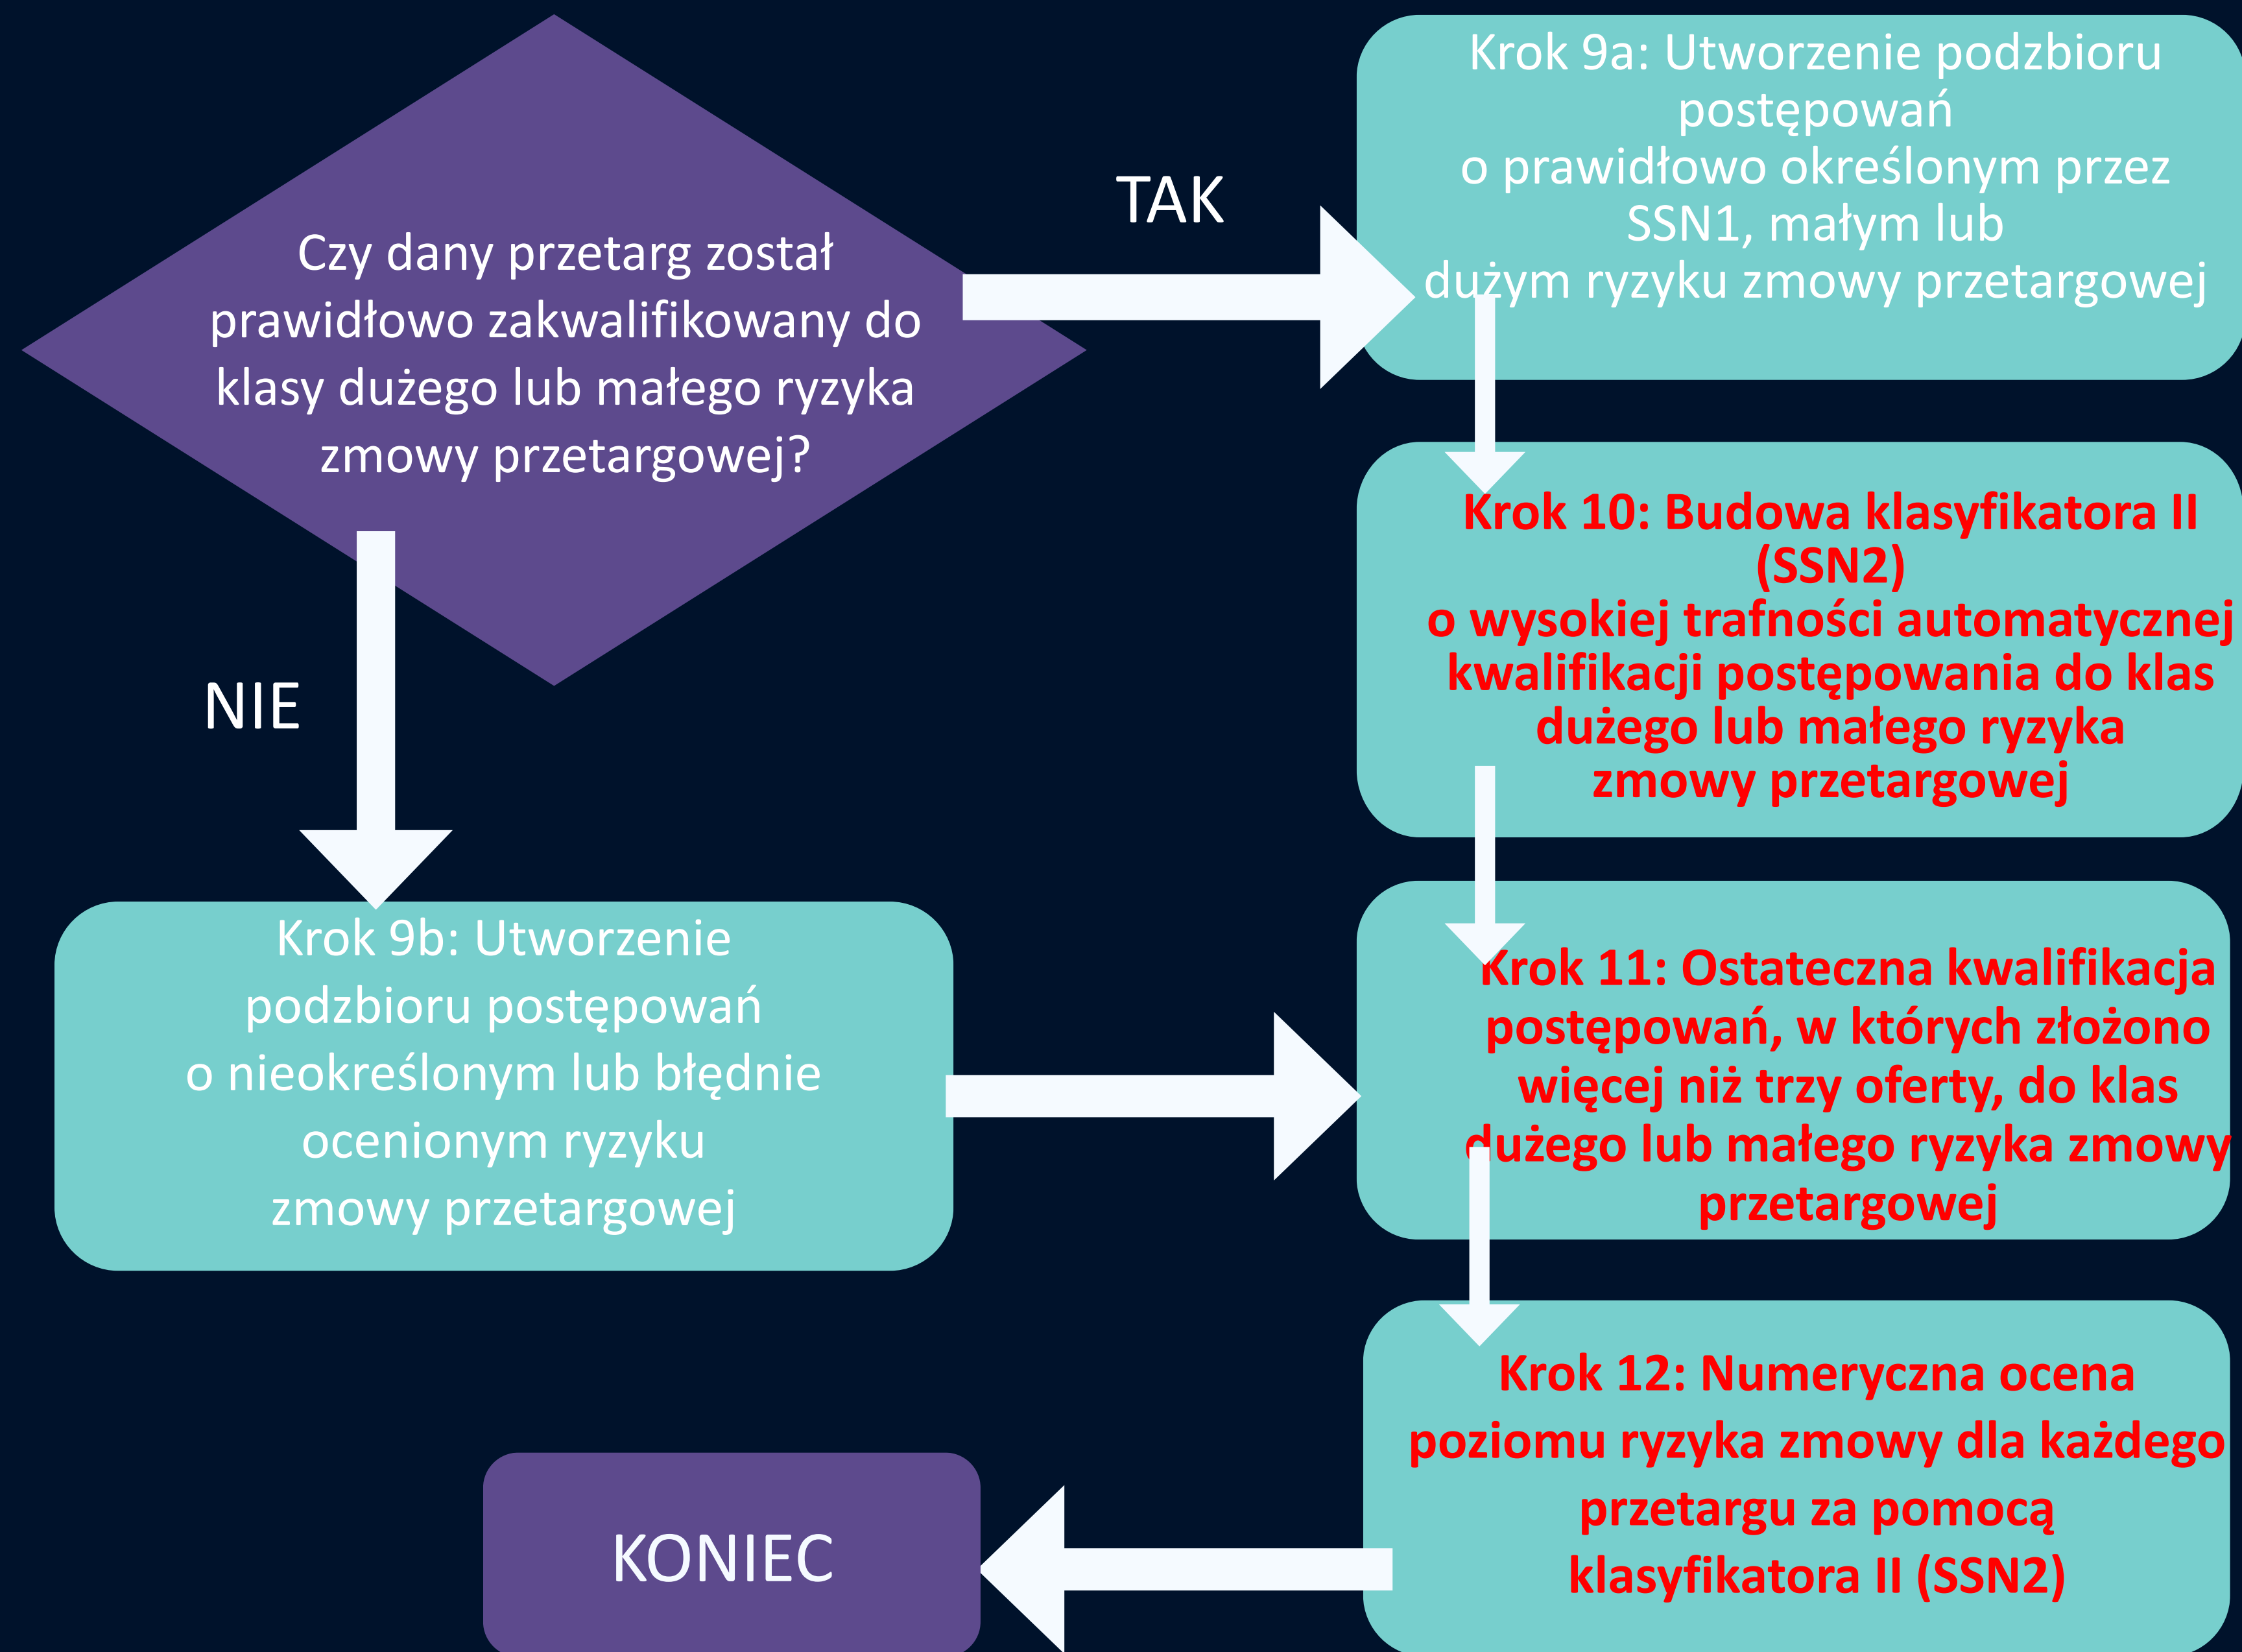 Czy dany przetarg został
prawidłowo zakwalifikowany do
klasy dużego lub małego ryzyka
zmowy przetargowej?
TAK
Krok 9a: Utworzenie podzbioru
postępowań
o prawidłowo określonym przez
SSN1, małym lub
dużym ryzyku zmowy przetargowej
Krok 10: Budowa klasyfikatora II
(SSN2)
o wysokiej trafności automatycznej
kwalifikacji postępowania do klas
dużego lub małego ryzyka
zmowy przetargowej
NIE
Krok 9b: Utworzenie
podzbioru postępowań
o nieokreślonym lub błędnie
ocenionym ryzyku
zmowy przetargowej
Krok 11: Ostateczna kwalifikacja
postępowań, w których złożono
więcej niż trzy oferty, do klas
dużego lub małego ryzyka zmowy
przetargowej
Krok 12: Numeryczna ocena
poziomu ryzyka zmowy dla każdego
przetargu za pomocą
klasyfikatora II (SSN2)
KONIEC